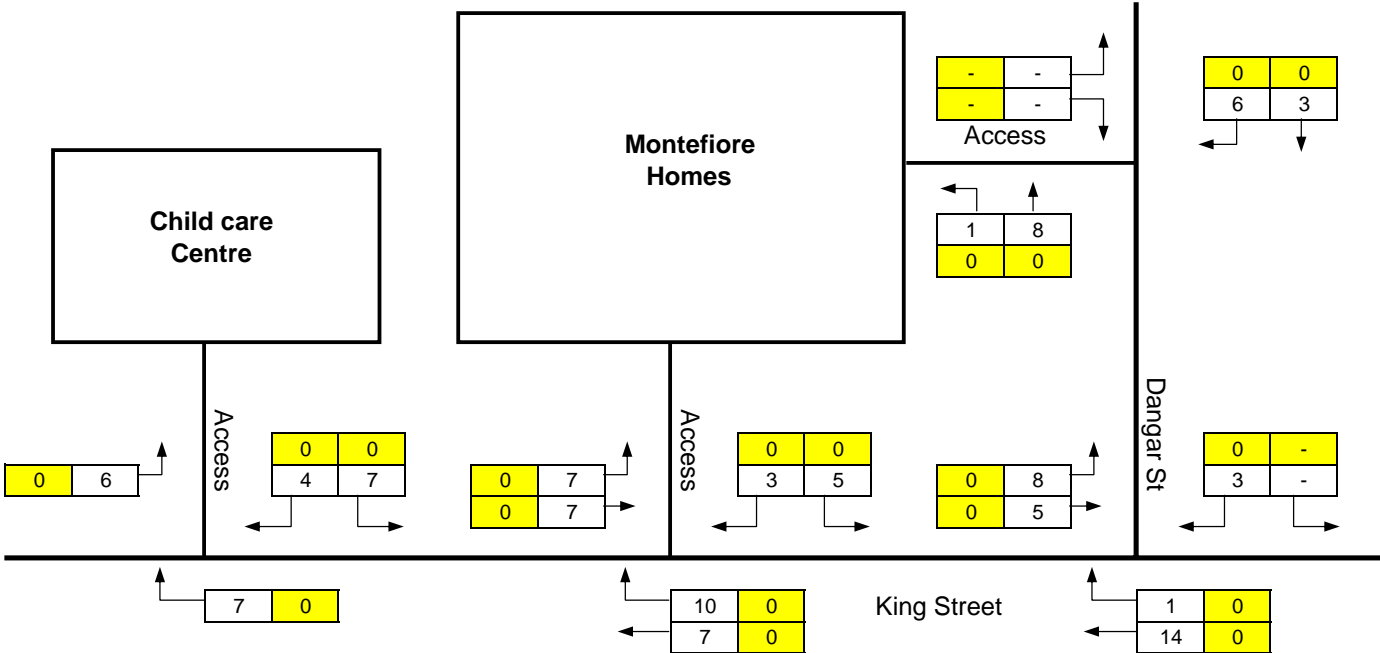 - -
- -
Access
0 0
6 3
Montefiore
Homes
Child care
Centre
1 8
0 0
Access
Access
Dangar St
0 6
0 0
4 7
0 7
0 7
0 0
3 5
0 8
0 5
0 -
3 -
7 0
10 0
7 0
King Street
1 0
14 0